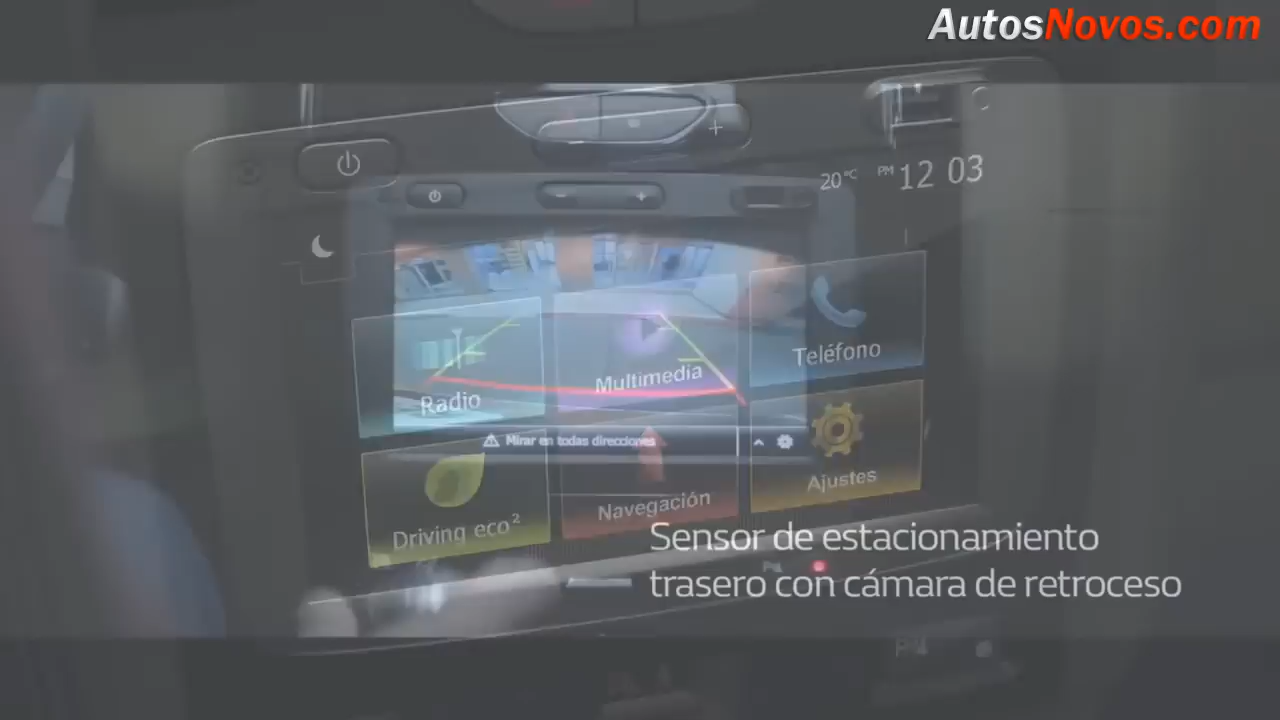 AutosNovos.com
20°C PM 12 03
Teléfono
Multimedia
Radio
Mirar en todas direcciones
Ajustes
Navegación
Driving eco²
Sensor de estacionamiento
trasero con cámara de retroceso